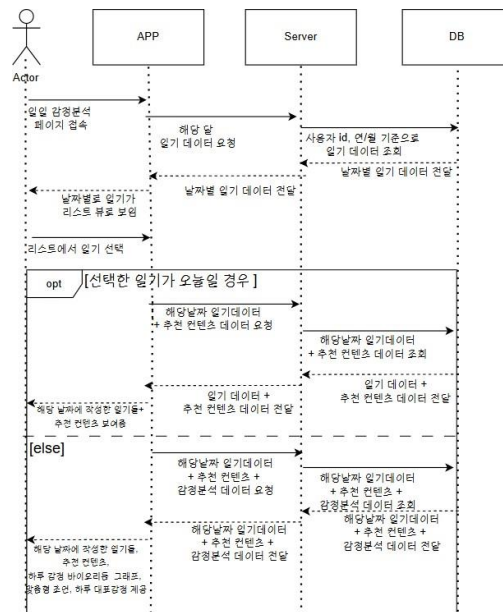 APP
Server
DB
Actor
일일 감정분석
페이지 접속
해당 달
일기 데이터 요청
사용자 id, 연/월 기준으로
일기 데이터 조회
날짜별 일기 데이터 전달
날짜별 일기 데이터 전달
날짜별로 일기가
리스트 뷰로 보임
리스트에서 일기 선택
opt
[선택한 일기가 오늘일 경우 ]
해당날짜 일기데이터
+ 추천 컨텐츠 데이터 요청
해당날짜 일기데이터
+ 추천 컨텐츠 데이터 조회
일기 데이터 +
추천 컨텐츠 데이터 전달
일기 데이터 +
추천 컨텐츠 데이터 전달
해당 날짜에 작성한 일기들+
추천 컨텐츠 보여줌
[else]
해당날짜 일기데이터
+ 추천 컨텐츠 +
감정분석 데이터 요청
해당날짜 일기데이터
+ 추천 컨텐츠 +
감정분석 데이터 조회
해당날짜 일기데이터
+ 추천 컨텐츠 +
감정분석 데이터 전달
해당날짜 일기데이터
+ 추천 컨텐츠 +
감정분석 데이터 전달
해당 날짜에 작성한 일기들,
추천 컨텐츠,
하루 감정 바이오리듬 그래프,
맞춤형 조언, 하루 대표감정 제공